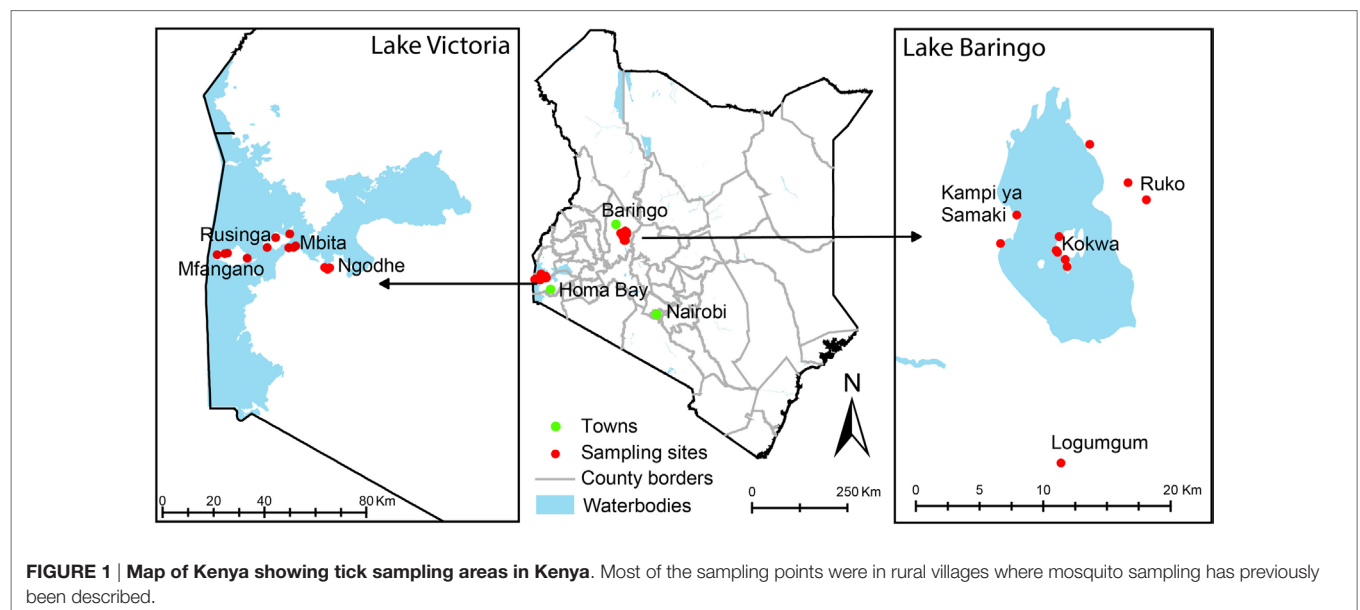 Lake Victoria
Rusinga
Mbita
Mfangano
Ngodhe
0 20 40 80 Km
Baringo
Homa Bay
Nairobi
N
Towns
Sampling sites
County borders
Waterbodies
0 250 Km
Lake Baringo
Kampi ya
Samaki
Ruko
Kokwa
Logumgum
0 5 10 20 Km
FIGURE 1 | Map of Kenya showing tick sampling areas in Kenya. Most of the sampling points were in rural villages where mosquito sampling has previously
been described.